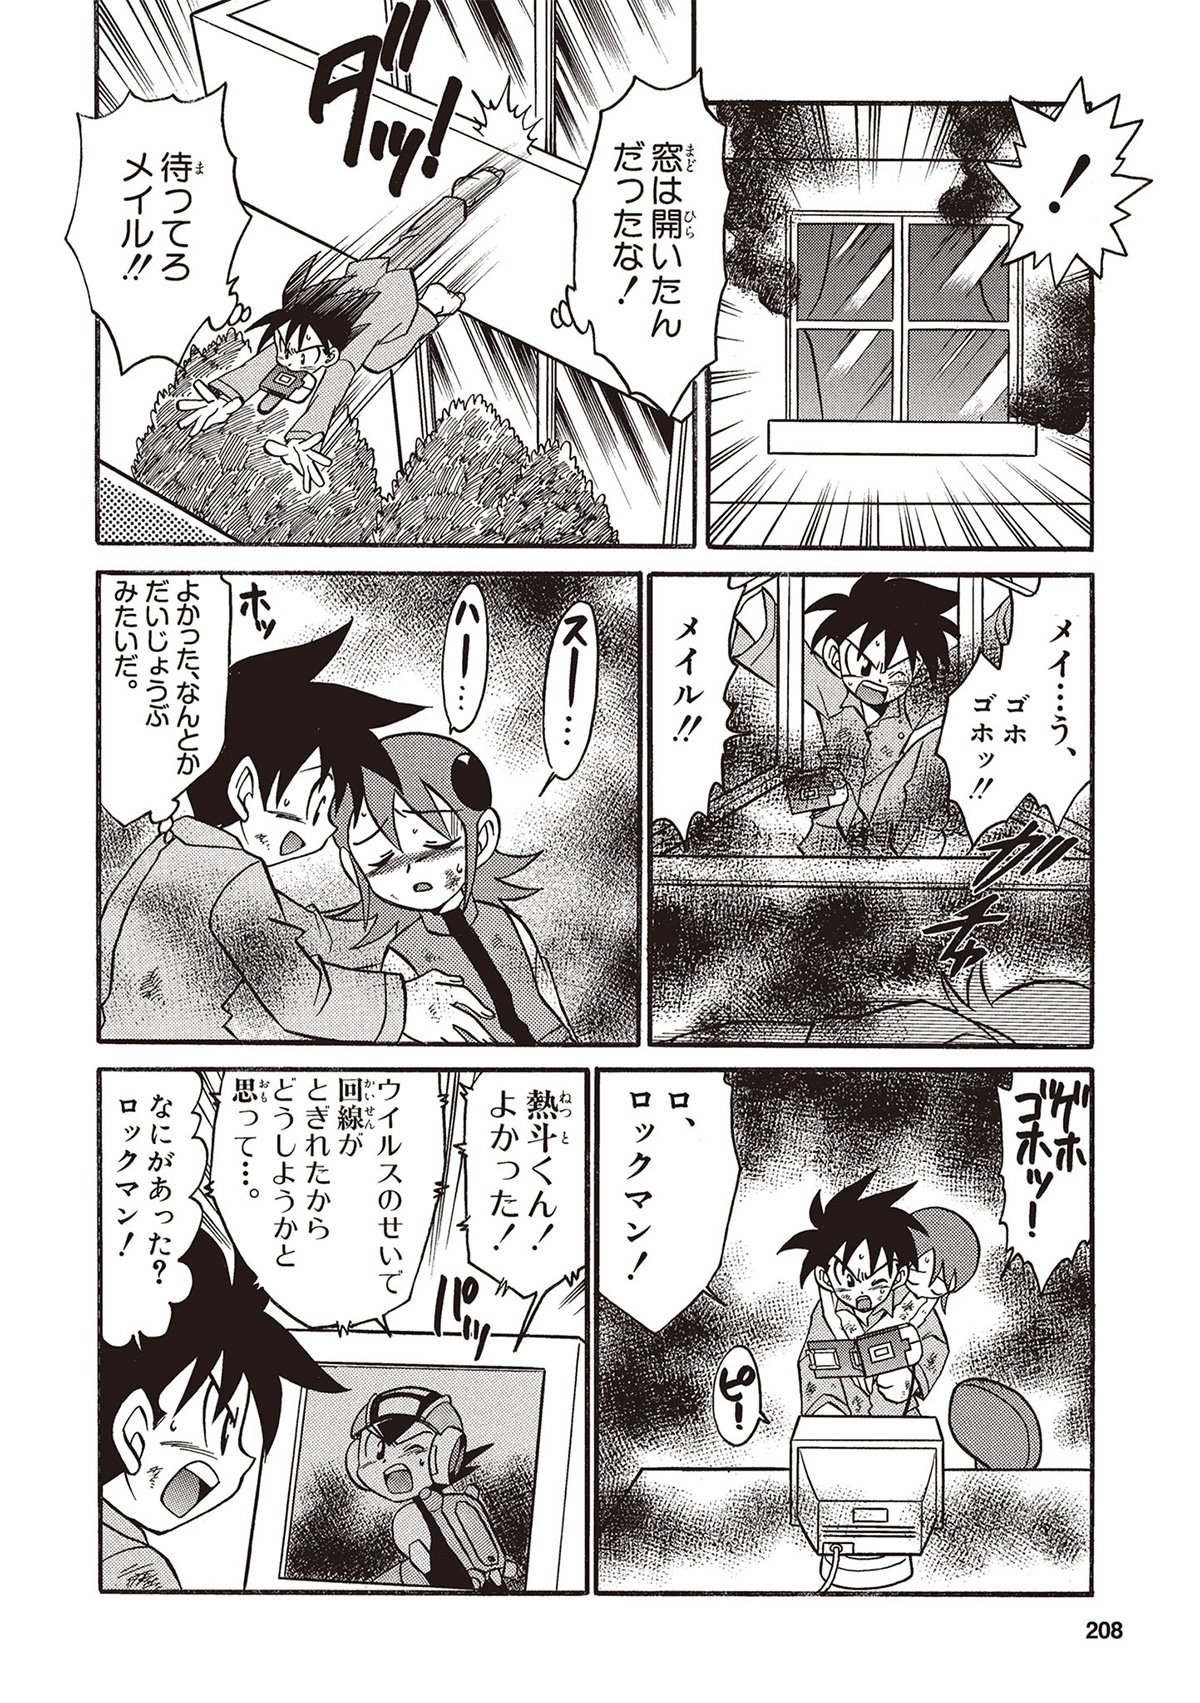 ！
窓は開いたん
だったな！
ダッ！
待ってろ
メイル!!
メイ…う、
ゴホ
ゴホッ!!
メイル!!
ガチャ
スー…
ハー…
ホッ
よかった、なんとか
だいじょうぶ
みたいだ。
ゲホ
ゴホッ！
ロ、
ロックマン！
ピー！
熱斗くん！
よかった！
ウイルスのせいで
回線が
とぎれたから
どうしようかと
思って…。
パッ
なにがあった？
ロックマン！
208